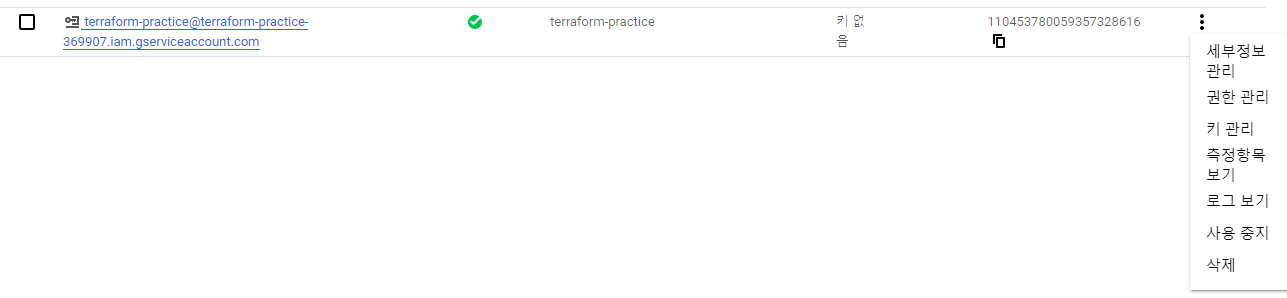 terraform-practice@terraform-practice-
369907.iam.gserviceaccount.com
terraform-practice
키 없
음
110453780059357328616
세부정보
관리
권한 관리
키 관리
측정항목
보기
로그 보기
사용 중지
삭제